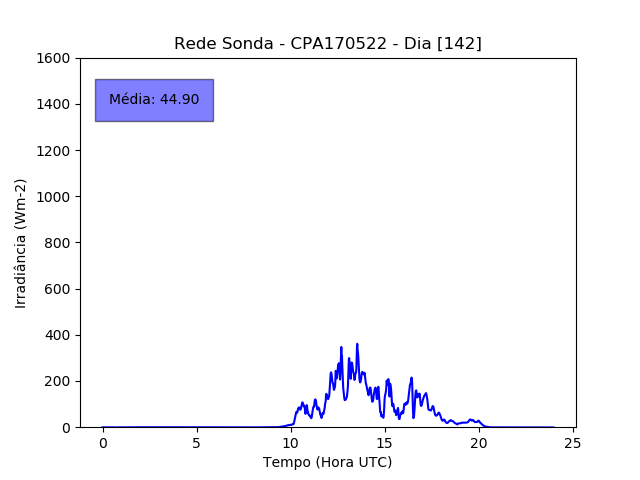 Rede Sonda - CPA170522 - Dia [142]
1600
1400
1200
1000
800
600
400
200
0
Média: 44.90
Irradiância (Wm-2)
0 5 10 15 20 25
Tempo (Hora UTC)